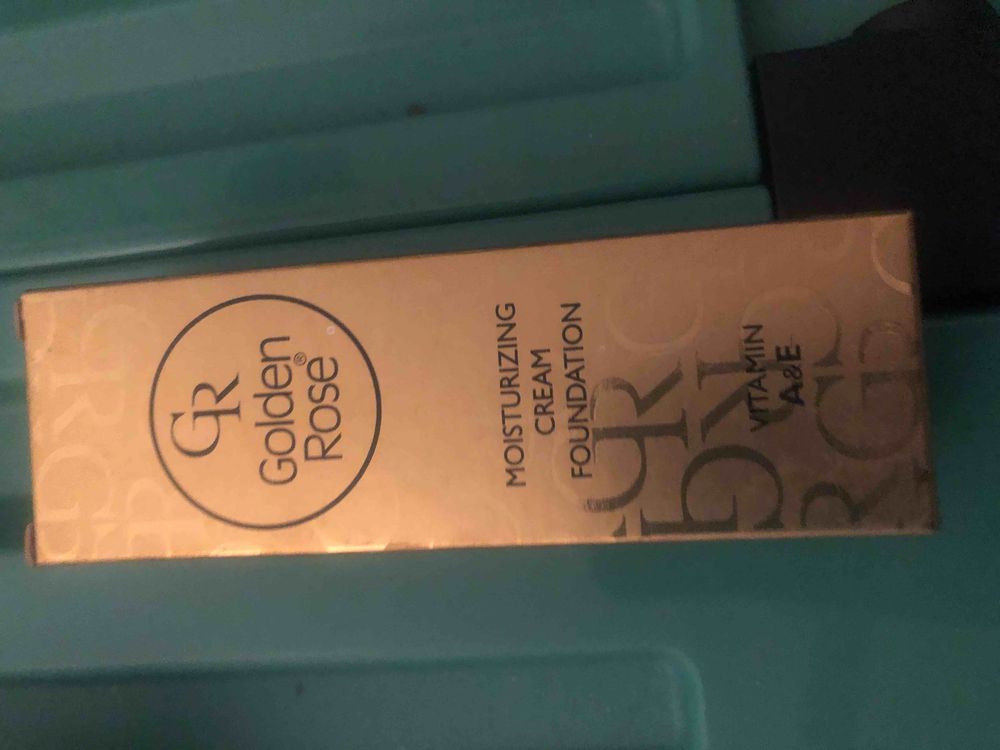 GR
Golden
Rose®
MOISTURIZING
CREAM
FOUNDATION
VITAMIN
A&E